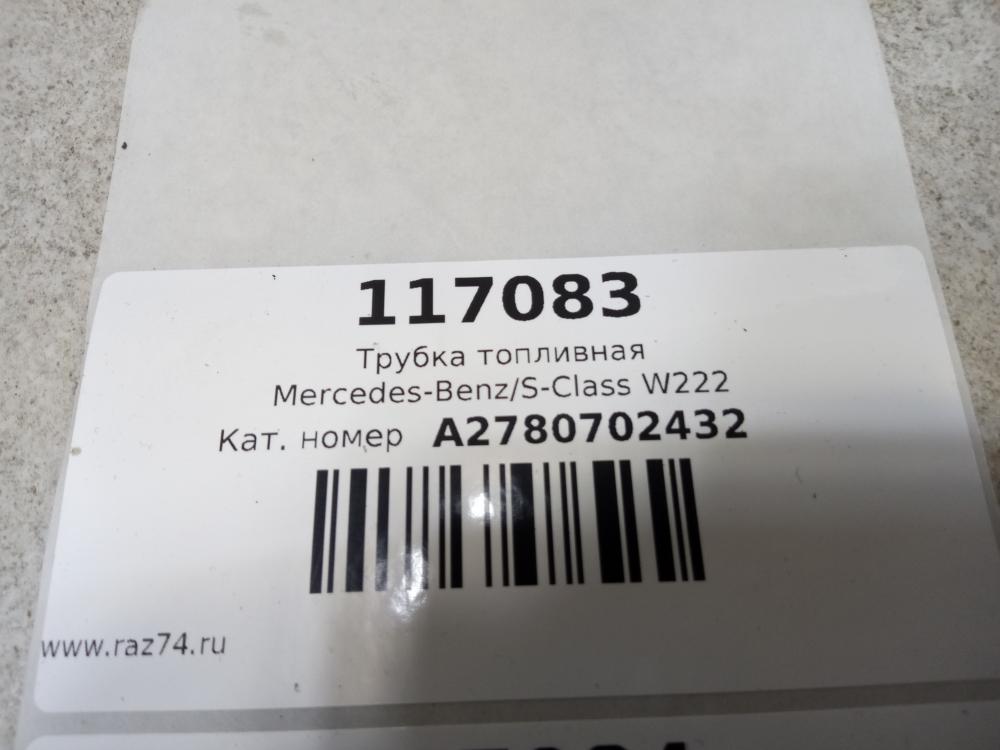 117083
Трубка топливная
Mercedes-Benz/S-Class W222
Кат. номер A2780702432
www.raz74.ru